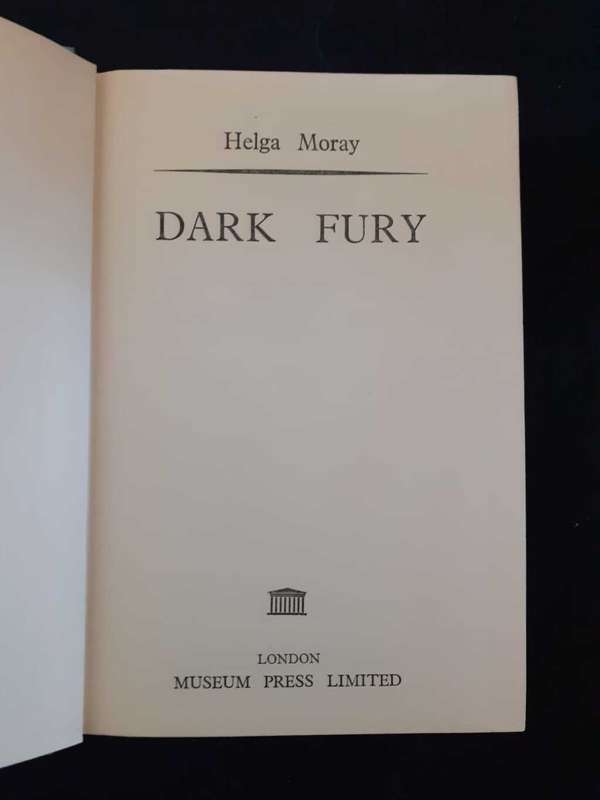 Helga Moray
DARK FURY
LONDON
MUSEUM PRESS LIMITED